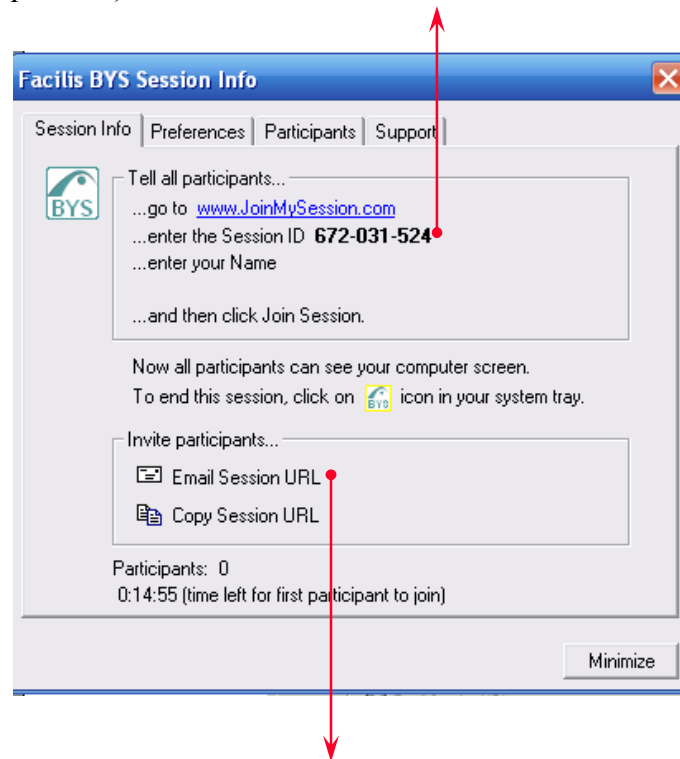 Facilis BYS Session Info
Session Info Preferences Participants Support
BYS
Tell all participants...
...go to www.JoinMySession.com
...enter the Session ID 672-031-524
...enter your Name
...and then click Join Session.
Now all participants can see your computer screen.
To end this session, click on BYS icon in your system tray.
Invite participants...
Email Session URL
Copy Session URL
Participants: 0
0:14:55 (time left for first participant to join)
Minimize